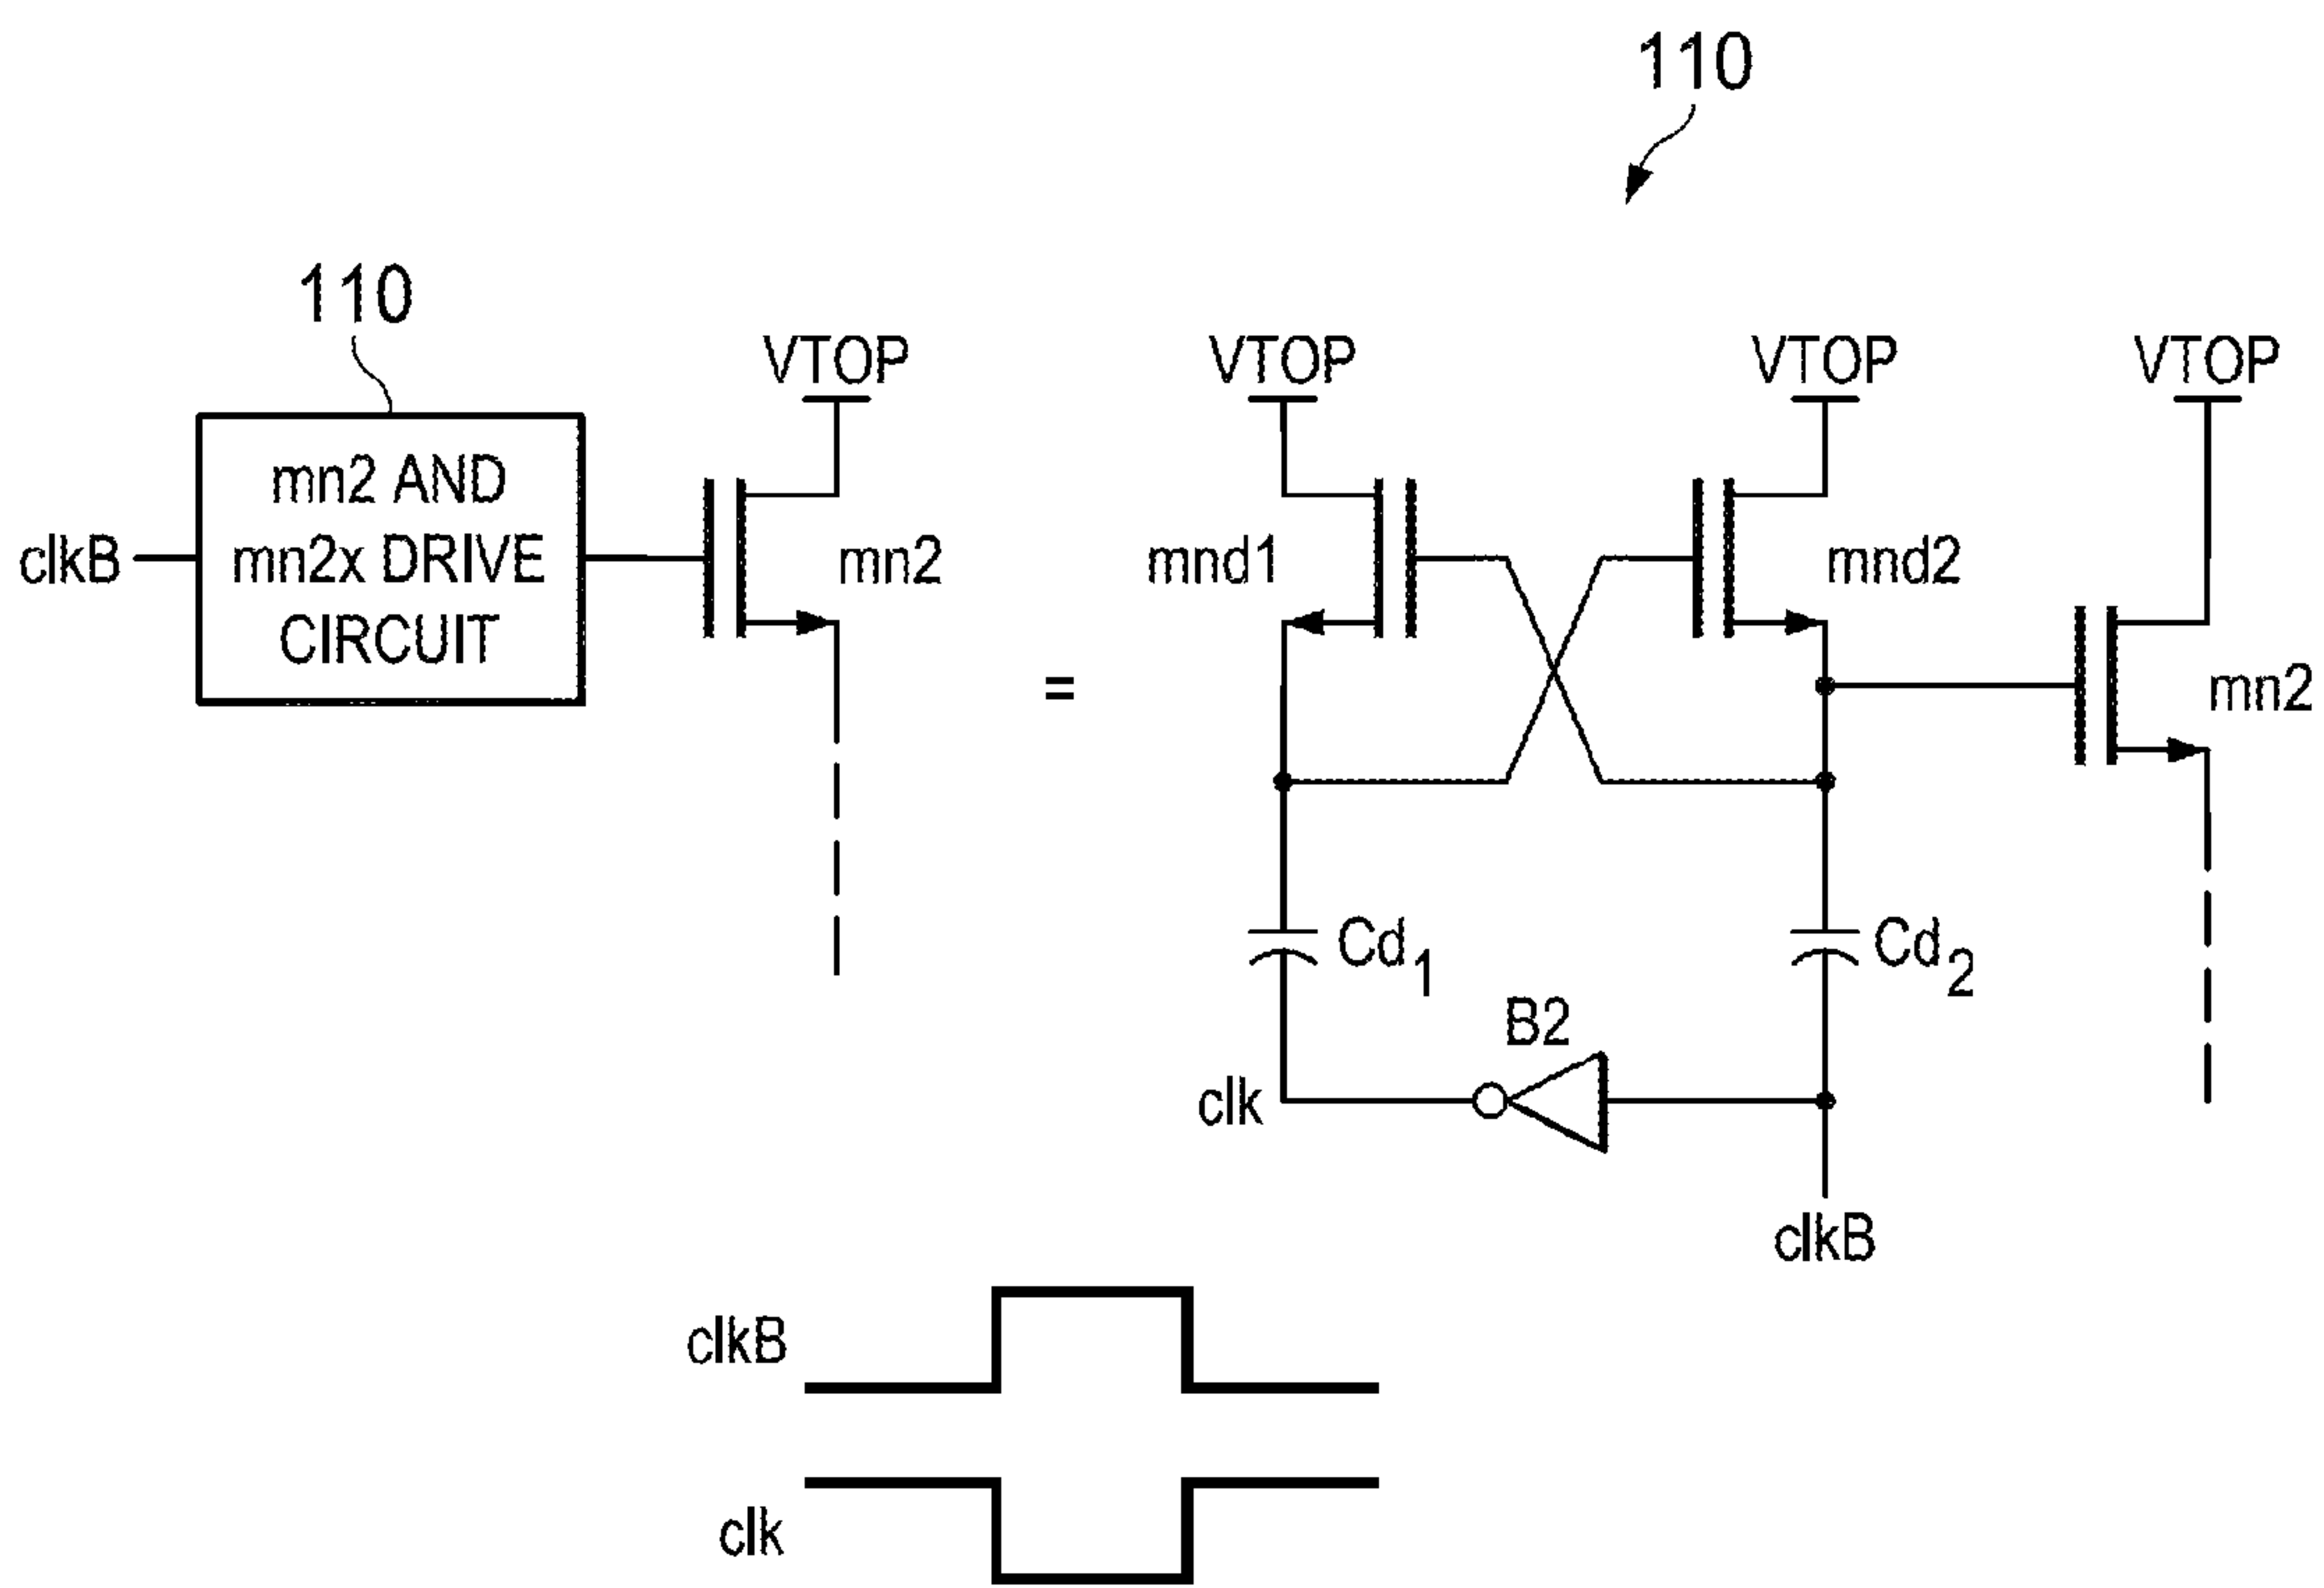 110
110
VTOP
VTOP
VTOP
VTOP
mn2 AND
mn2x DRIVE
CIRCUIT
clkB
mn2
mnd1
mnd2
mn2
=
Cd1
Cd2
B2
clk
clkB
clkB
clk